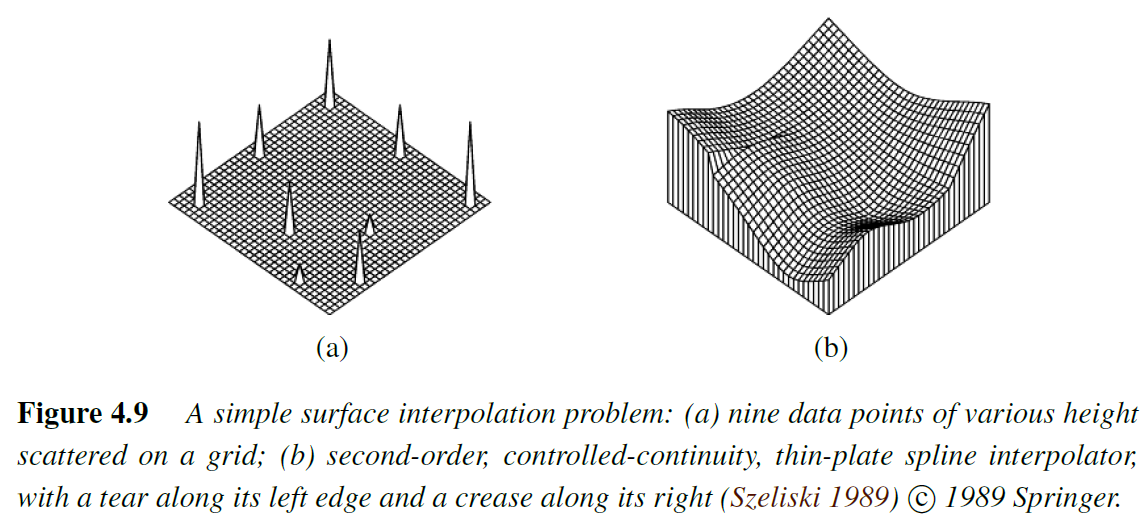 (a)
(b)
Figure 4.9 A simple surface interpolation problem: (a) nine data points of various height
scattered on a grid; (b) second-order, controlled-continuity, thin-plate spline interpolator,
with a tear along its left edge and a crease along its right (Szeliski 1989) © 1989 Springer.